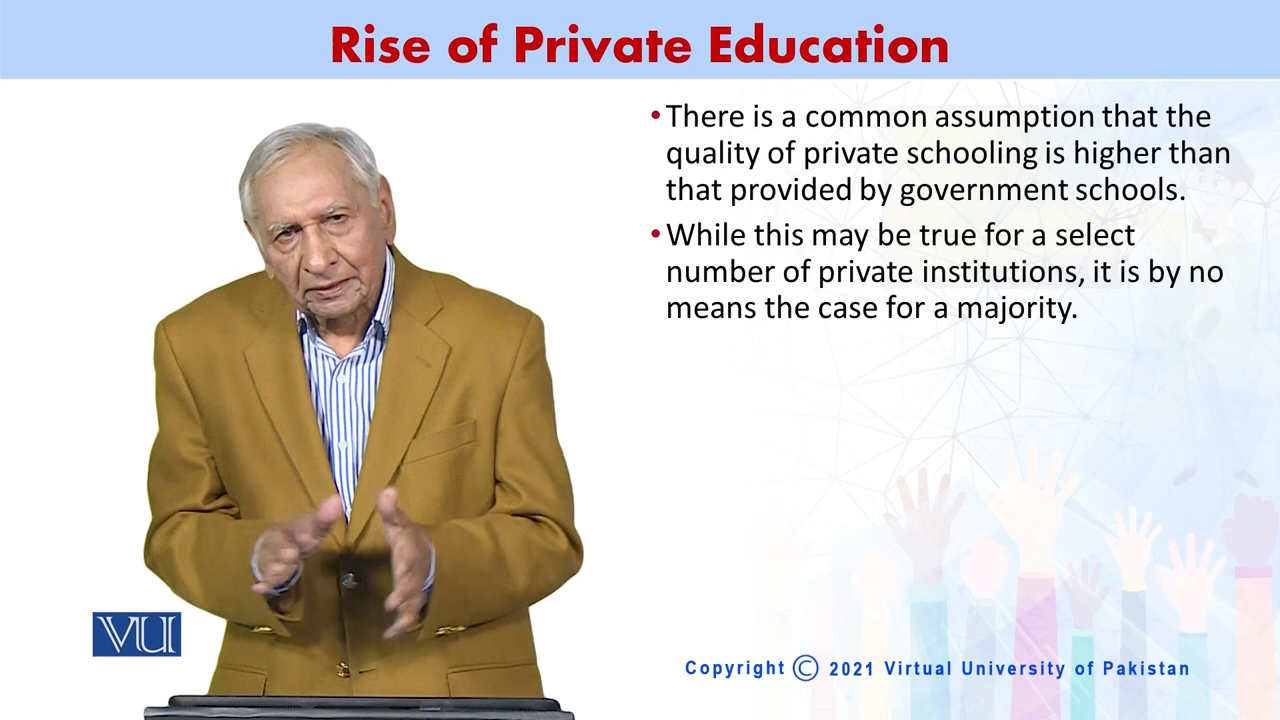 Rise of Private Education
•There is a common assumption that the
quality of private schooling is higher than
that provided by government schools.
•While this may be true for a select
number of private institutions, it is by no
means the case for a majority.
VU
Copyright © 2021 Virtual University of Pakistan